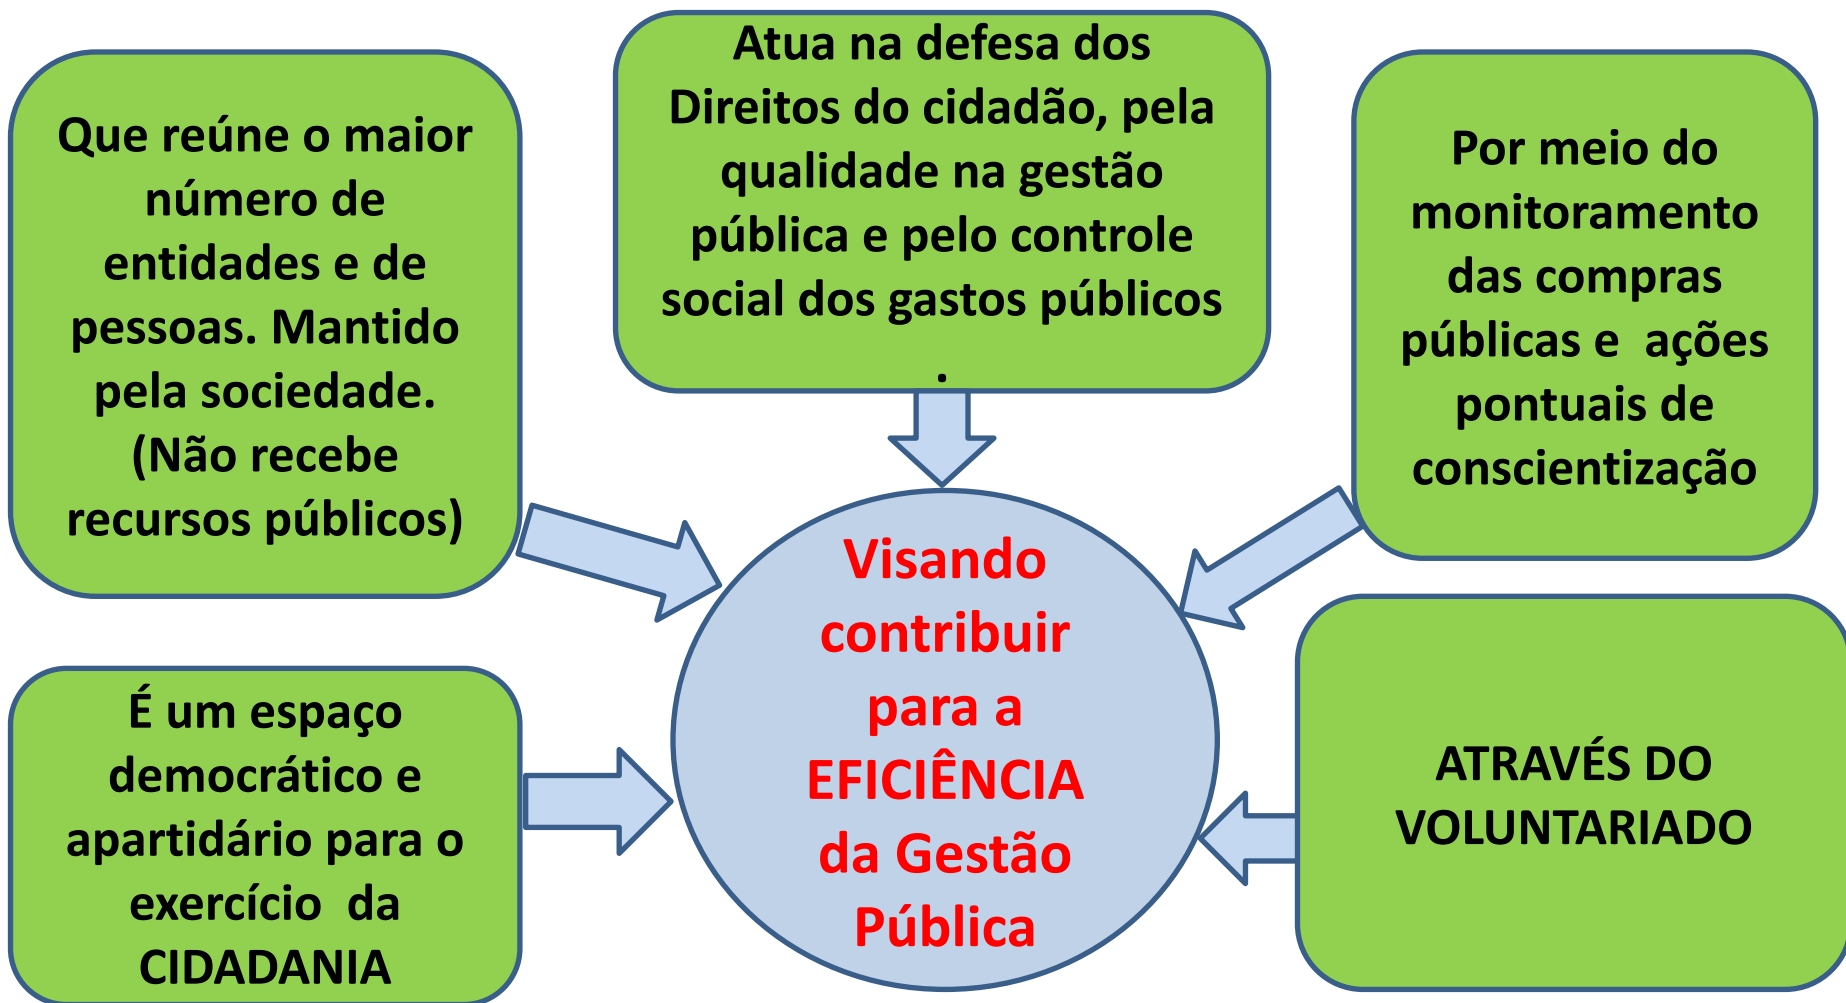 Que reúne o maior
número de
entidades e de
pessoas. Mantido
pela sociedade.
(Não recebe
recursos públicos)
Atua na defesa dos
Direitos do cidadão, pela
qualidade na gestão
pública e pelo controle
social dos gastos públicos
.
Por meio do
monitoramento
das compras
públicas e  ações
pontuais de
conscientização
É um espaço
democrático e
apartidário para o
exercício  da
CIDADANIA
Visando
contribuir
para a
EFICIÊNCIA
da Gestão
Pública
ATRAVÉS DO
VOLUNTARIADO